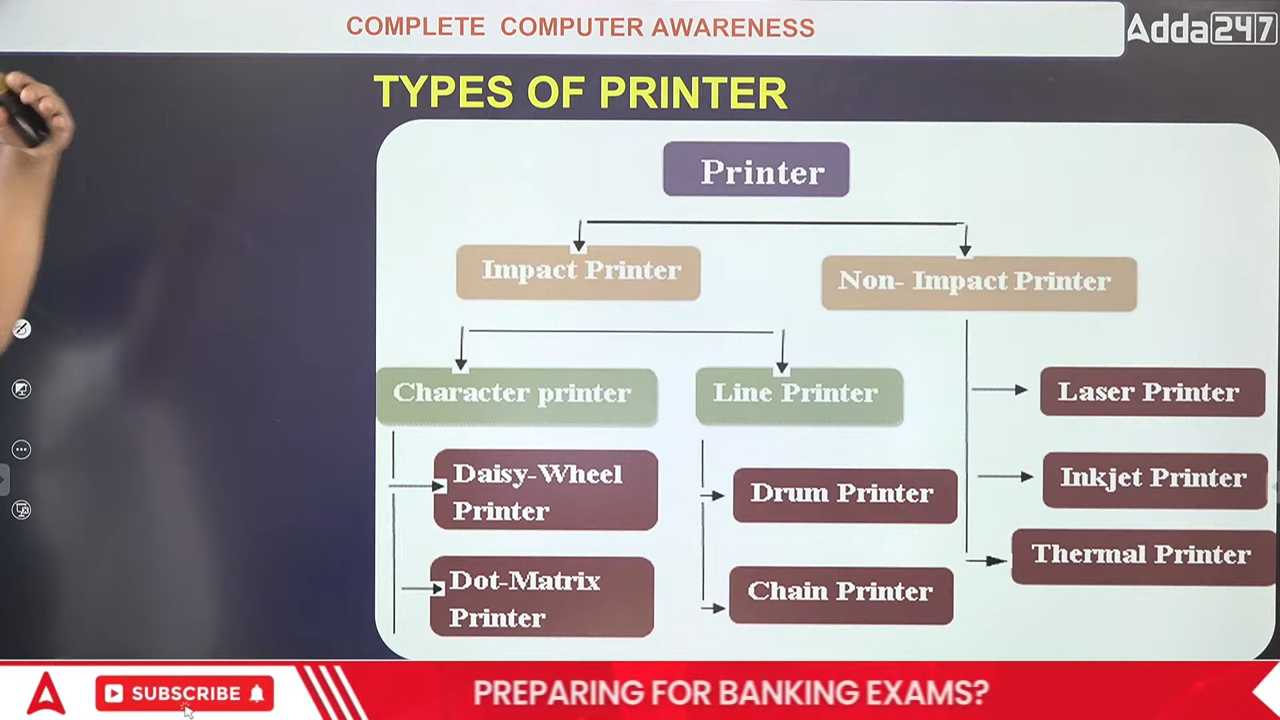 COMPLETE COMPUTER AWARENESS
Adda247
TYPES OF PRINTER
Printer
Impact Printer
Non- Impact Printer
Character printer
Line Printer
Laser Printer
Daisy-Wheel
Printer
Drum Printer
Inkjet Printer
Dot-Matrix
Printer
Chain Printer
Thermal Printer
SUBSCRIBE
PREPARING FOR BANKING EXAMS?